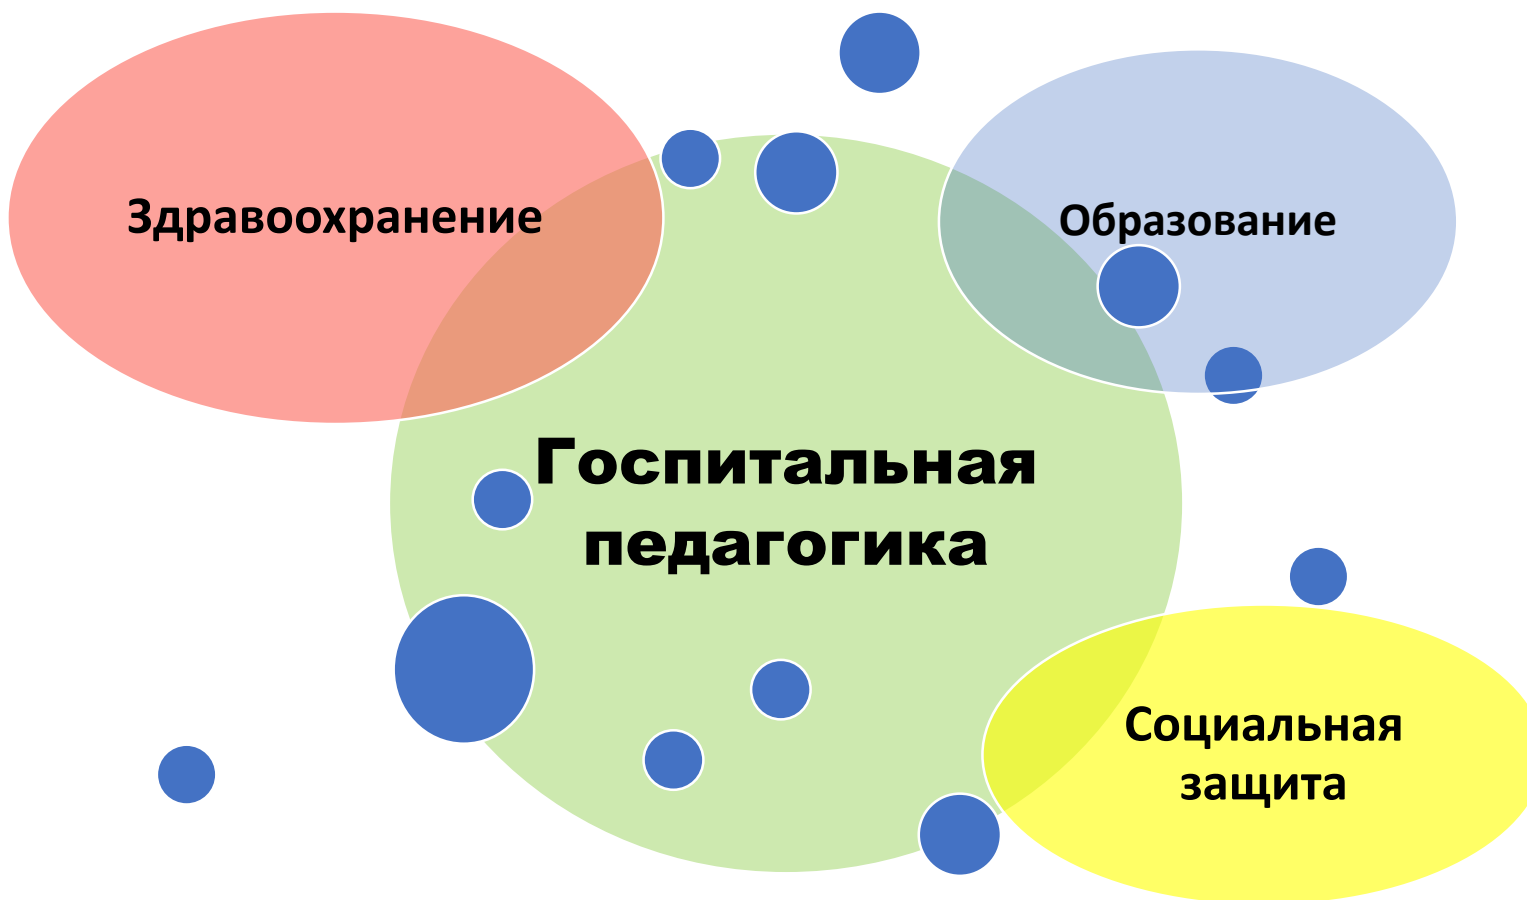 Здравоохранение
Образование
Госпитальная
педагогика
Социальная
защита